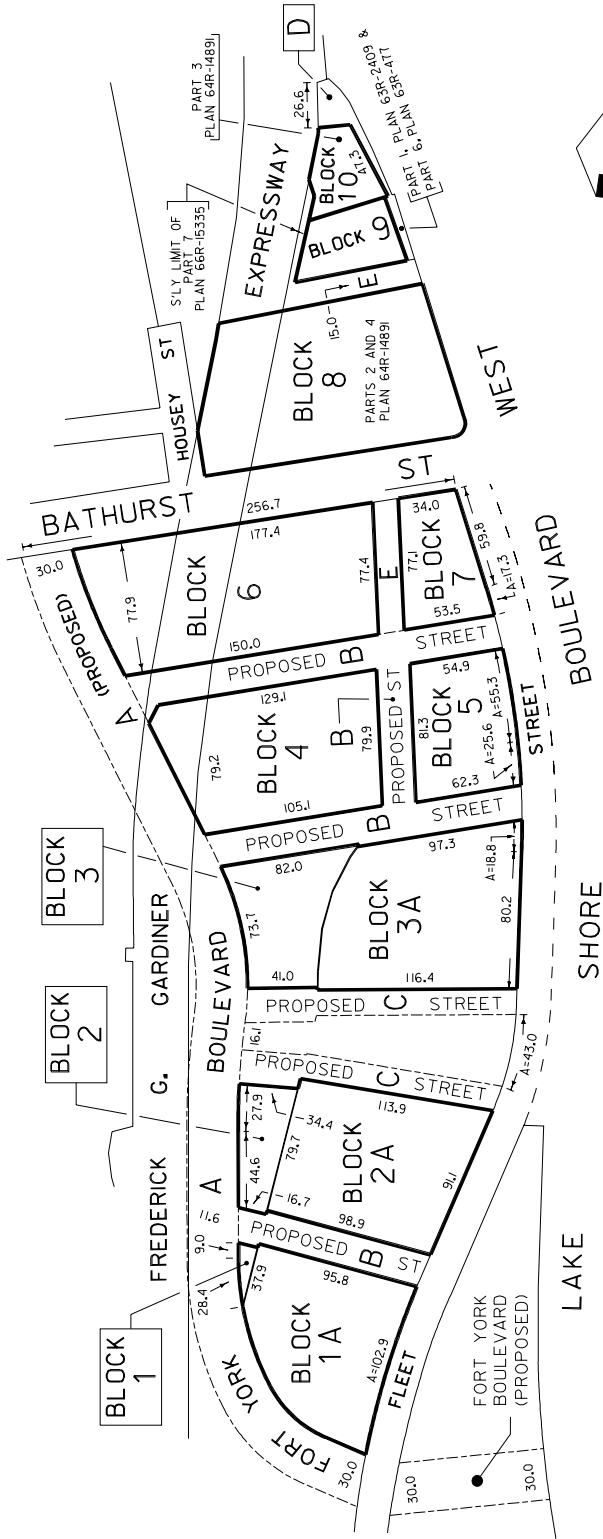 PART 3
PLAN 64R-14891
D
26.6
PART 1, PLAN 63R-2409 &
PART 6, PLAN 63R-477
S'LY LIMIT OF
PART 7
PLAN 66R-15335
EXPRESSWAY
BLOCK
10
47.3
BLOCK 9
E
15.0
BLOCK
8
PARTS 2 AND 4
PLAN 64R-14891
HOUSEY ST
WEST
BATHURST ST
256.7
30.0
177.4
77.9
BLOCK
6
150.0
77.4
E
34.0
77.1
BLOCK
7
53.5
59.8
A=17.3
A
(PROPOSED)
PROPOSED B STREET
129.1
79.2
BLOCK
4
B
79.9
105.1
PROPOSED ST
54.9
81.3
BLOCK
5
62.3
A=55.3
A=25.6
STREET
BOULEVARD
PROPOSED B STREET
BLOCK
3
82.0
97.3
A=18.8
73.7
BLOCK
3A
80.2
41.0
116.4
SHORE
BOULEVARD
GARDINER
PROPOSED C STREET
16.1
A=43.0
PROPOSED C STREET
BLOCK
2
G.
27.9
34.4
113.9
44.6
79.7
BLOCK
2A
16.7
98.9
91.1
A
11.6
FREDERICK
PROPOSED B ST
9.0
28.4
37.9
95.8
BLOCK
1
BLOCK
1A
A=102.9
FLEET
LAKE
YORK
FORT
30.0
FORT YORK
BOULEVARD
(PROPOSED)
30.0
30.0